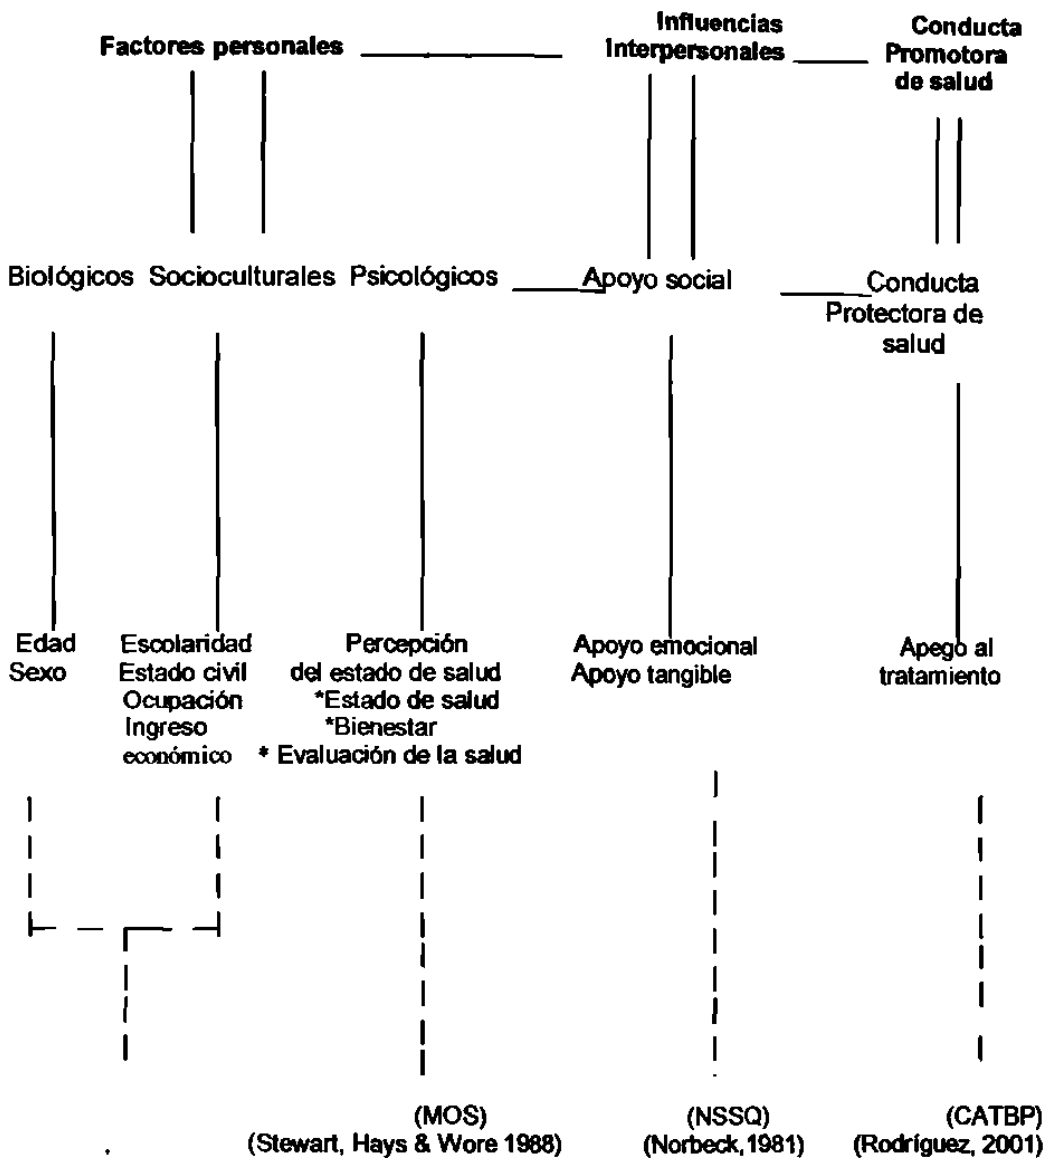 Factores personales
Influencias
Interpersonales
Conducta
Promotora
de salud
Biológicos Socioculturales Psicológicos
Apoyo social
Conducta
Protectora de
salud
Edad
Sexo
Escolaridad
Estado civil
Ocupación
Ingreso
económico
Percepción
del estado de salud
*Estado de salud
*Bienestar
* Evaluación de la salud
Apoyo emocional
Apoyo tangible
Apego al
tratamiento
(MOS)
(Stewart, Hays & Wore 1988)
(NSSQ)
(Norbeck, 1981)
(CATBP)
(Rodríguez, 2001)